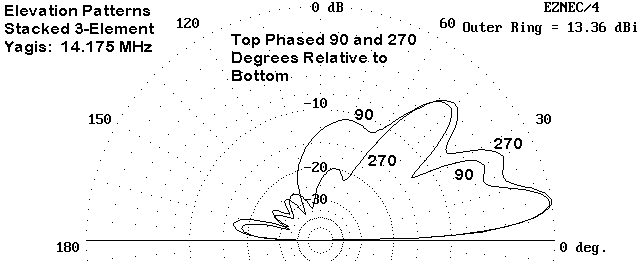 Elevation Patterns
Stacked 3-Element
Yagis: 14.175 MHz
0 dB
EZNEC/4
Outer Ring = 13.36 dBi
120
60
Top Phased 90 and 270
Degrees Relative to
Bottom
-10
90
150
30
270
270
90
-20
-30
180
0 deg.